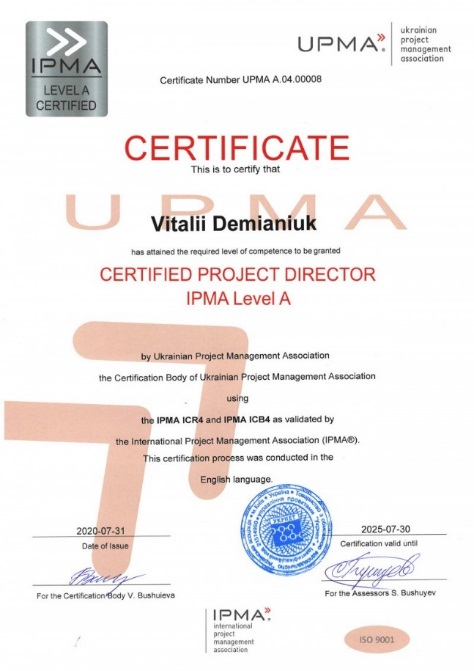 IPMA
LEVEL A
CERTIFIED
UPMA
ukrainian
project
management
association
Certificate Number UPMA A.04.00008
CERTIFICATE
This is to certify that
UPMA
Vitalii Demianiuk
has attained the required level of competence to be granted
CERTIFIED PROJECT DIRECTOR
IPMA Level A
by Ukrainian Project Management Association
the Certification Body of Ukrainian Project Management Association
using
the IPMA ICR4 and IPMA ICB4 as validated by
the International Project Management Association (IPMA®).
This certification process was conducted in the
English language.
2020-07-31
Date of issue
2025-07-30
Certification valid until
For the Certification Body V. Bushuieva
For the Assessors S. Bushuyev
IPMA®
international
project
management
association
ISO 9001